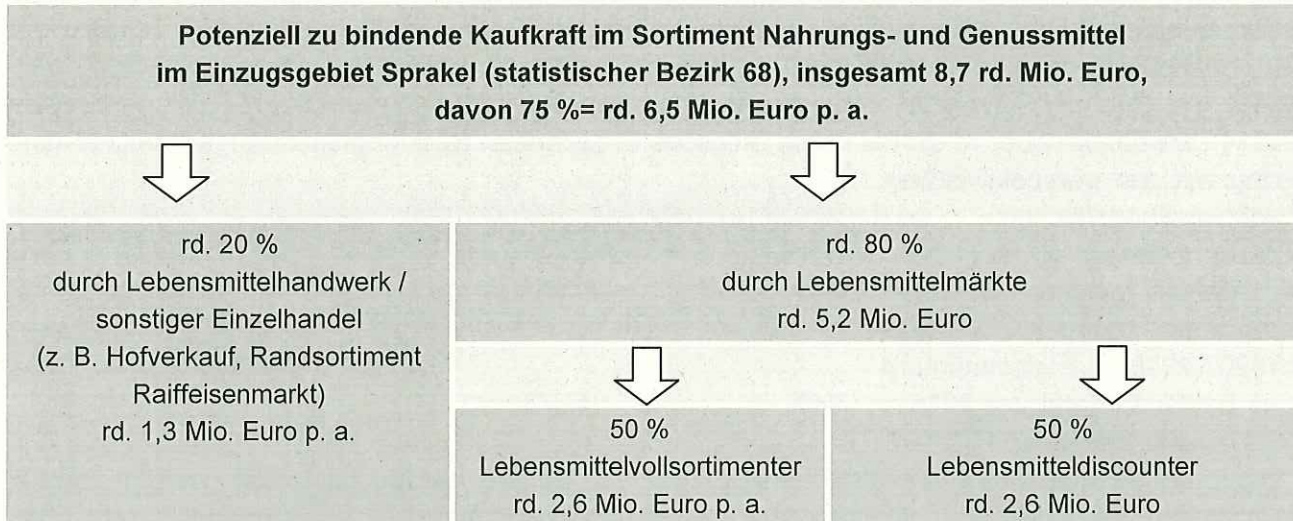 Potenziell zu bindende Kaufkraft im Sortiment Nahrungs- und Genussmittel
im Einzugsgebiet Sprakel (statistischer Bezirk 68), insgesamt 8,7 rd. Mio. Euro,
davon 75 %= rd. 6,5 Mio. Euro p. a.
rd. 20 %
durch Lebensmittelhandwerk /
sonstiger Einzelhandel
(z. B. Hofverkauf, Randsortiment
Raiffeisenmarkt)
rd. 1,3 Mio. Euro p. a.
rd. 80 %
durch Lebensmittelmärkte
rd. 5,2 Mio. Euro
50 %
Lebensmittelvollsortimenter
rd. 2,6 Mio. Euro p. a.
50 %
Lebensmitteldiscounter
rd. 2,6 Mio. Euro